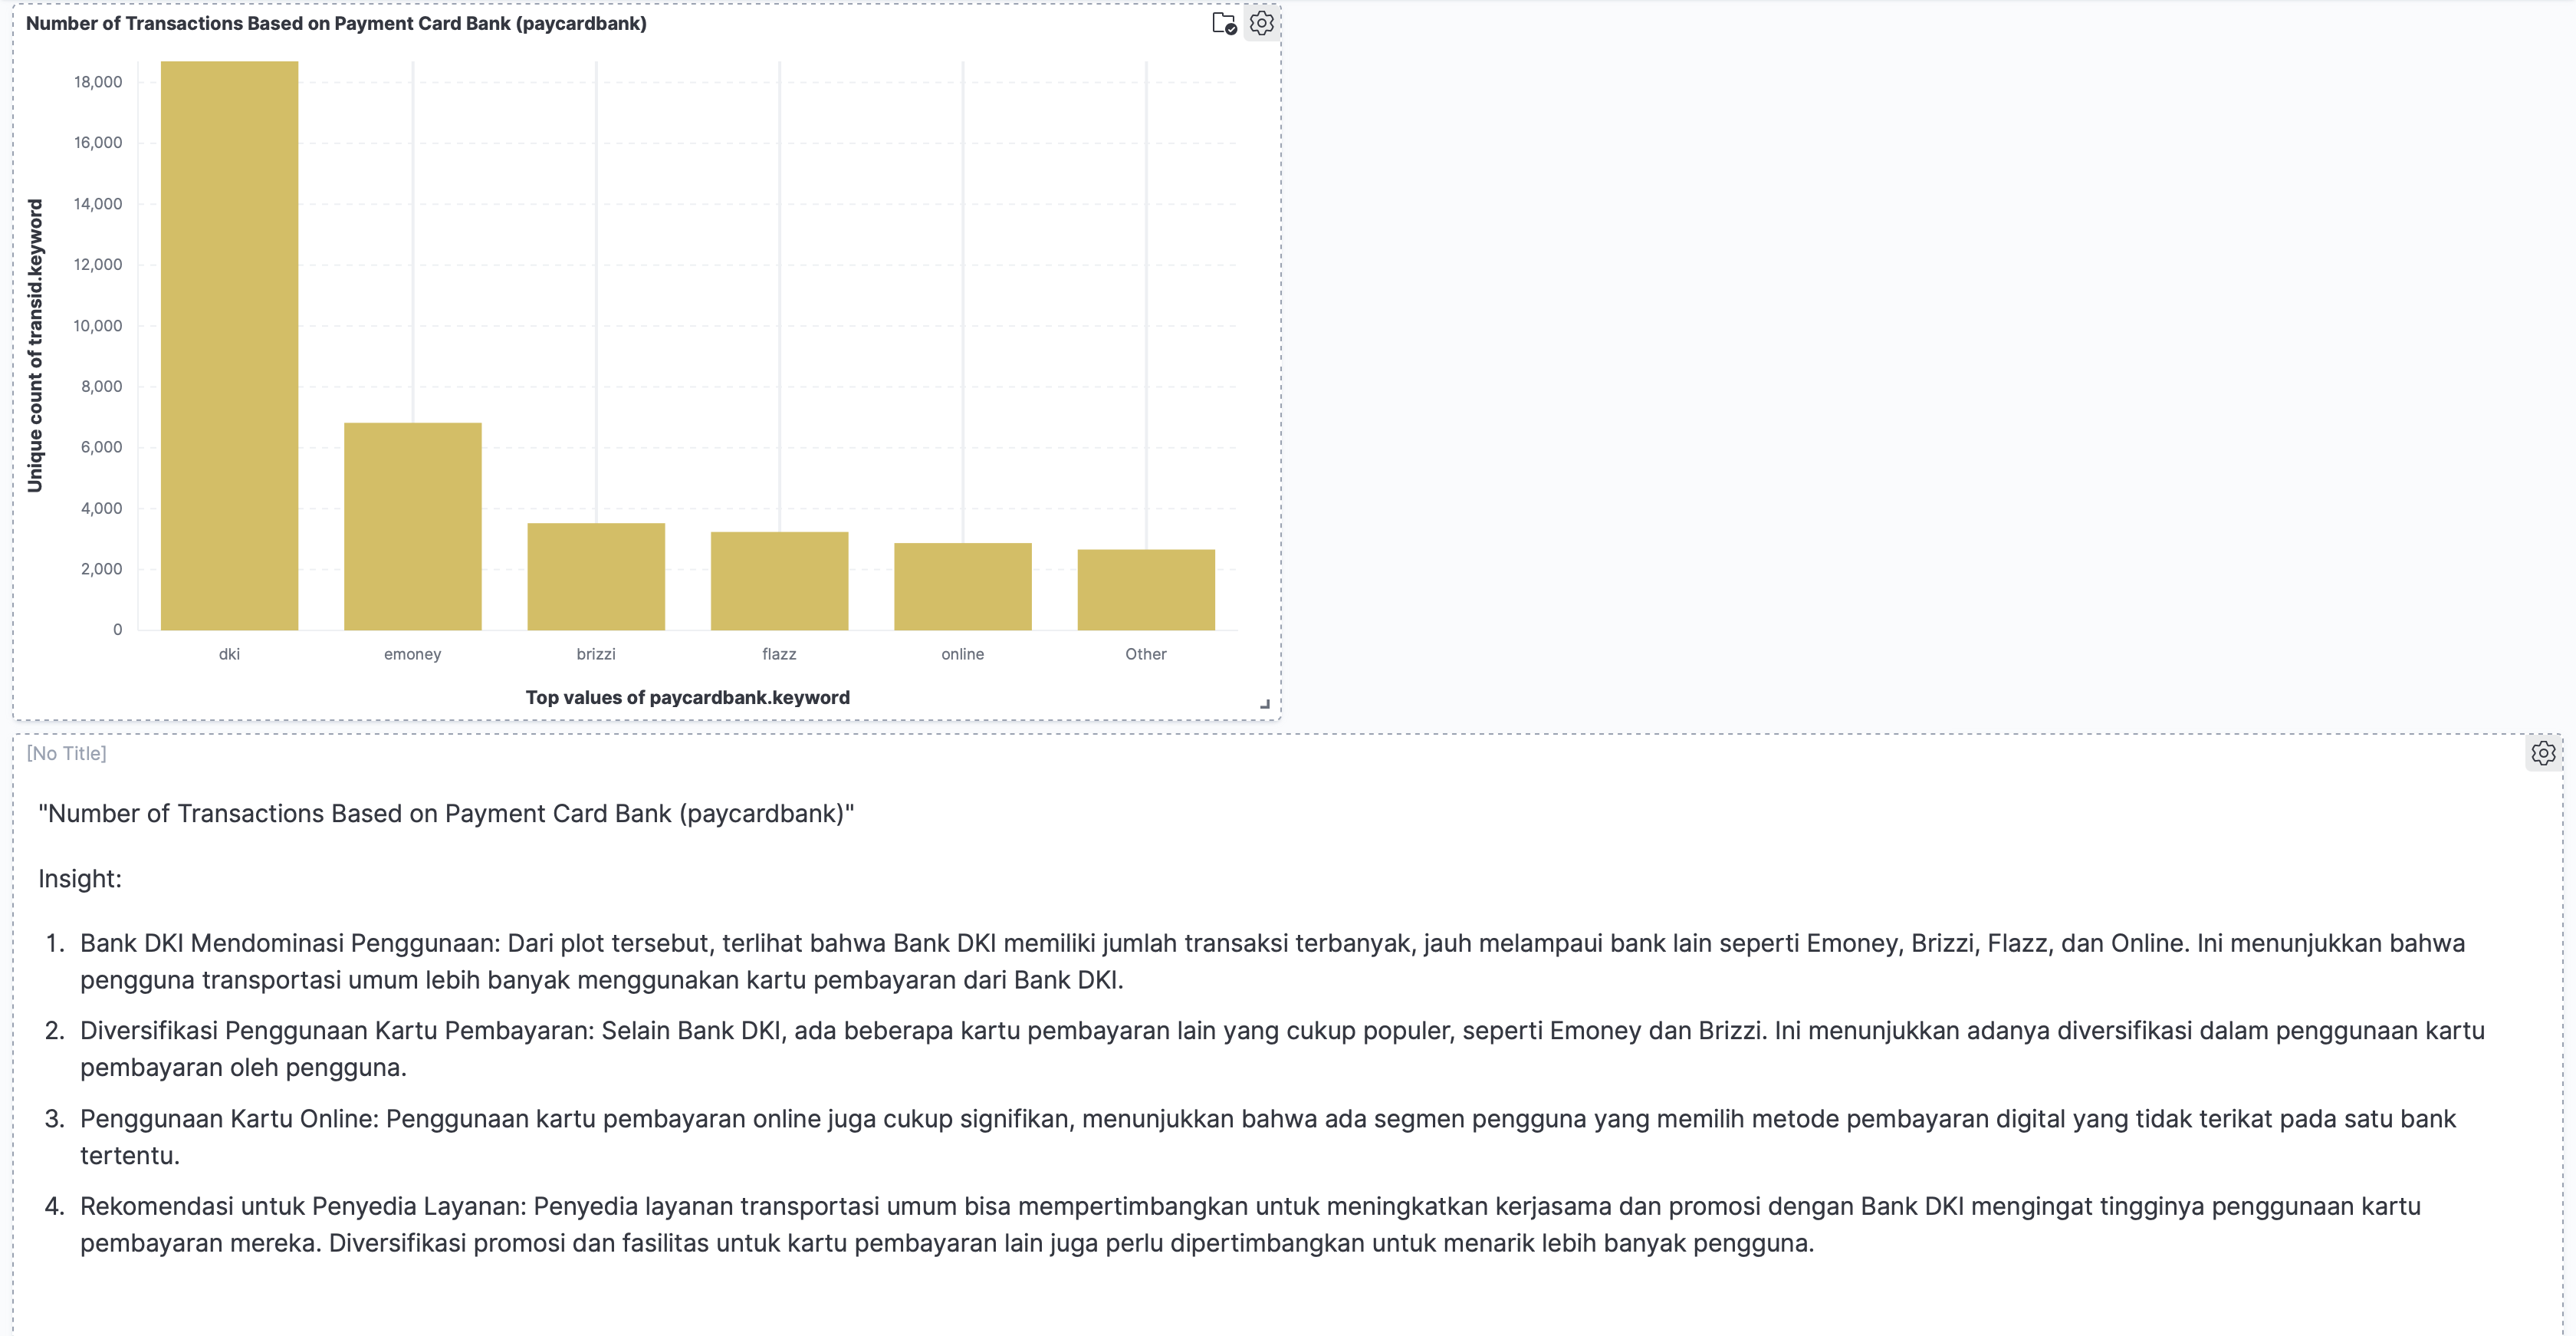 Number of Transactions Based on Payment Card Bank (paycardbank)
Unique count of transid.keyword
18,000
16,000
14,000
12,000
10,000
8,000
6,000
4,000
2,000
0
dki
emoney
brizzi
flazz
online
Other
Top values of paycardbank.keyword
[No Title]
"Number of Transactions Based on Payment Card Bank (paycardbank)"
Insight:
1. Bank DKI Mendominasi Penggunaan: Dari plot tersebut, terlihat bahwa Bank DKI memiliki jumlah transaksi terbanyak, jauh melampaui bank lain seperti Emoney, Brizzi, Flazz, dan Online. Ini menunjukkan bahwa
pengguna transportasi umum lebih banyak menggunakan kartu pembayaran dari Bank DKI.
2. Diversifikasi Penggunaan Kartu Pembayaran: Selain Bank DKI, ada beberapa kartu pembayaran lain yang cukup populer, seperti Emoney dan Brizzi. Ini menunjukkan adanya diversifikasi dalam penggunaan kartu
pembayaran oleh pengguna.
3. Penggunaan Kartu Online: Penggunaan kartu pembayaran online juga cukup signifikan, menunjukkan bahwa ada segmen pengguna yang memilih metode pembayaran digital yang tidak terikat pada satu bank
tertentu.
4. Rekomendasi untuk Penyedia Layanan: Penyedia layanan transportasi umum bisa mempertimbangkan untuk meningkatkan kerjasama dan promosi dengan Bank DKI mengingat tingginya penggunaan kartu
pembayaran mereka. Diversifikasi promosi dan fasilitas untuk kartu pembayaran lain juga perlu dipertimbangkan untuk menarik lebih banyak pengguna.